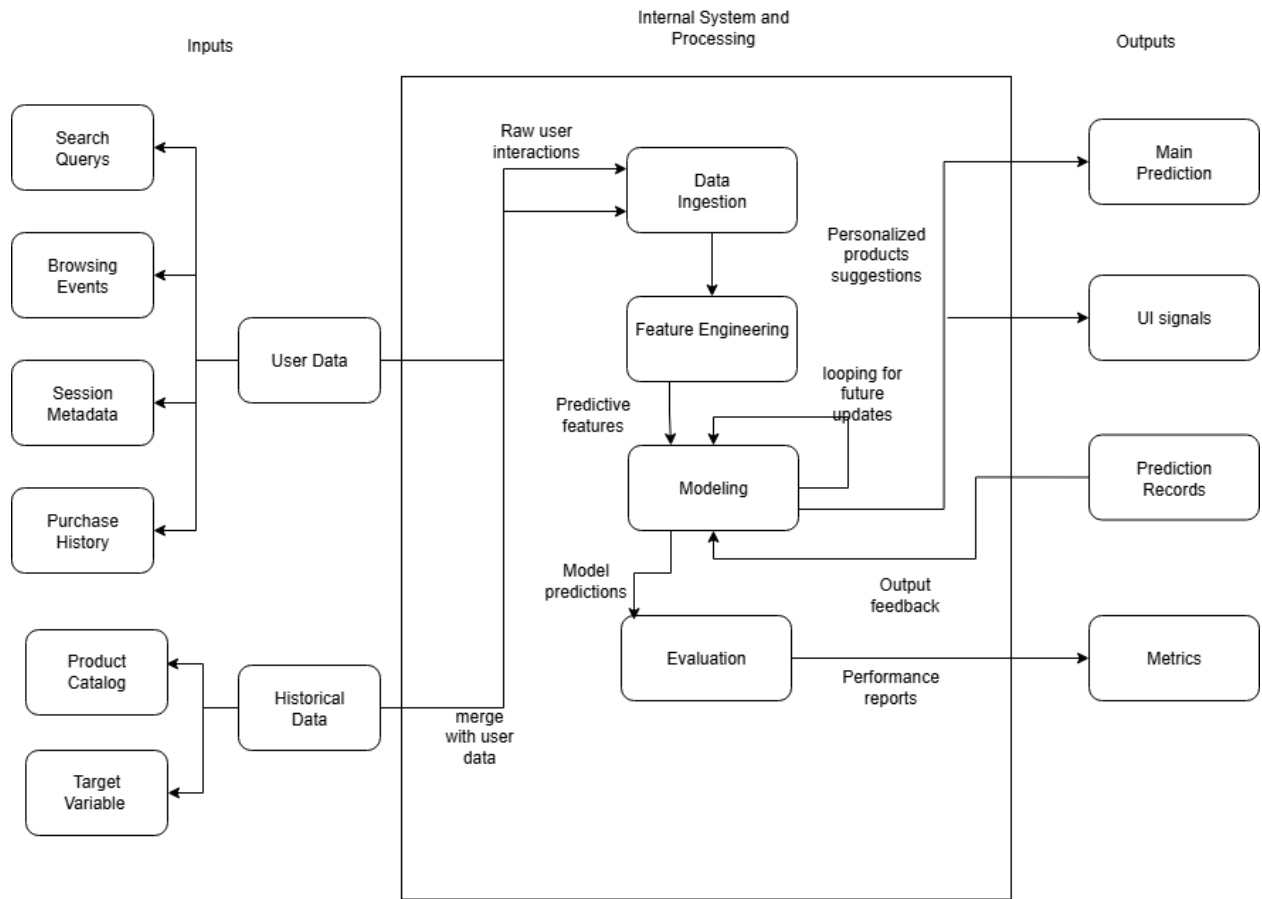 Inputs
Internal System and
Processing
Outputs
Search
Querys
Browsing
Events
Session
Metadata
Purchase
History
User Data
Product
Catalog
Target
Variable
Historical
Data
merge
with user
data
Raw user
interactions
Data
Ingestion
Feature Engineering
Predictive
features
looping for
future
updates
Modeling
Model
predictions
Evaluation
Personalized
products
suggestions
Output
feedback
Performance
reports
Main
Prediction
UI signals
Prediction
Records
Metrics